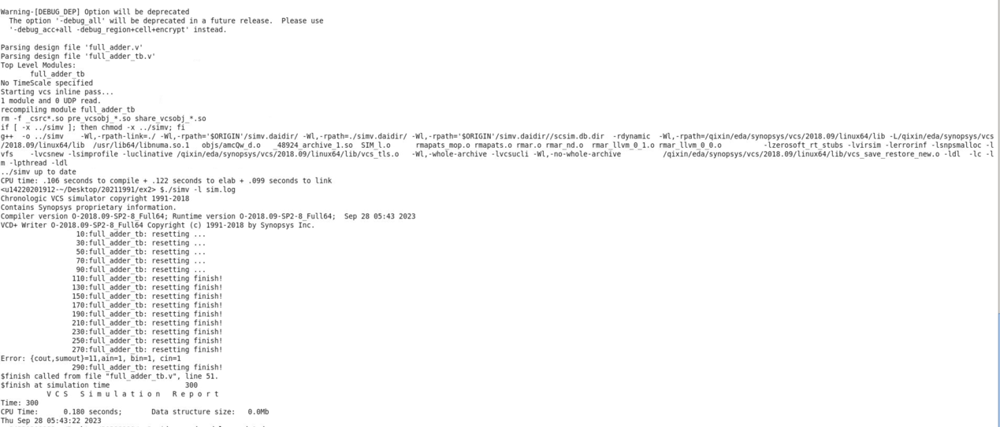 Warning-[DEBUG_DEP] Option will be deprecated
The option '-debug_all' will be deprecated in a future release.  Please use
'-debug_acc+all -debug_region+cell+encrypt' instead.
Parsing design file 'full_adder.v'
Parsing design file 'full_adder_tb.v'
Top Level Modules:
full_adder_tb
No TimeScale specified
Starting vcs inline pass...
1 module and 0 UDP read.
recompiling module full_adder_tb
rm -f _csrc*.so pre_vcsobj_*.so share_vcsobj_*.so
if [ -x ../simv ]; then chmod -x ../simv; fi
g++  -o ../simv    -Wl,-rpath-link=./ -Wl,-rpath='$ORIGIN'/simv.daidir/ -Wl,-rpath=./simv.daidir/ -Wl,-rpath='$ORIGIN'/simv.daidir//scsim.db.dir  -rdynamic  -Wl,-rpath=/qixin/eda/synopsys/vcs/2018.09/linux64/lib -L/qixin/eda/synopsys/vcs
/2018.09/linux64/lib  /usr/lib64/libnuma.so.1   objs/amcQw_d.o   _48924_archive_1.so  SIM_l.o      rmapats_mop.o rmapats.o rmar.o rmar_nd.o  rmar_llvm_0_1.o rmar_llvm_0_0.o          -lzerosoft_rt_stubs -lvirsim -lerrorinf -lsnpsmalloc -l
vfs    -lvcsnew -lsimprofile -luclinative /qixin/eda/synopsys/vcs/2018.09/linux64/lib/vcs_tls.o   -Wl,-whole-archive -lvcsucli -Wl,-no-whole-archive          /qixin/eda/synopsys/vcs/2018.09/linux64/lib/vcs_save_restore_new.o -ldl  -lc -l
m -lpthread -ldl
../simv up to date
CPU time: .106 seconds to compile + .122 seconds to elab + .099 seconds to link
<u14220201912-~/Desktop/20211991/ex2> $./simv -l sim.log
Chronologic VCS simulator copyright 1991-2018
Contains Synopsys proprietary information.
Compiler version O-2018.09-SP2-8_Full64; Runtime version O-2018.09-SP2-8_Full64;  Sep 28 05:43 2023
VCD+ Writer O-2018.09-SP2-8_Full64 Copyright (c) 1991-2018 by Synopsys Inc.
10:full_adder_tb: resetting ...
30:full_adder_tb: resetting ...
50:full_adder_tb: resetting ...
70:full_adder_tb: resetting ...
90:full_adder_tb: resetting ...
110:full_adder_tb: resetting finish!
130:full_adder_tb: resetting finish!
150:full_adder_tb: resetting finish!
170:full_adder_tb: resetting finish!
190:full_adder_tb: resetting finish!
210:full_adder_tb: resetting finish!
230:full_adder_tb: resetting finish!
250:full_adder_tb: resetting finish!
270:full_adder_tb: resetting finish!
Error: {cout,sumout}=11,ain=1, bin=1, cin=1
290:full_adder_tb: resetting finish!
$finish called from file "full_adder_tb.v", line 51.
$finish at simulation time                  300
V C S   S i m u l a t i o n   R e p o r t
Time: 300
CPU Time:      0.180 seconds;       Data structure size:   0.0Mb
Thu Sep 28 05:43:22 2023